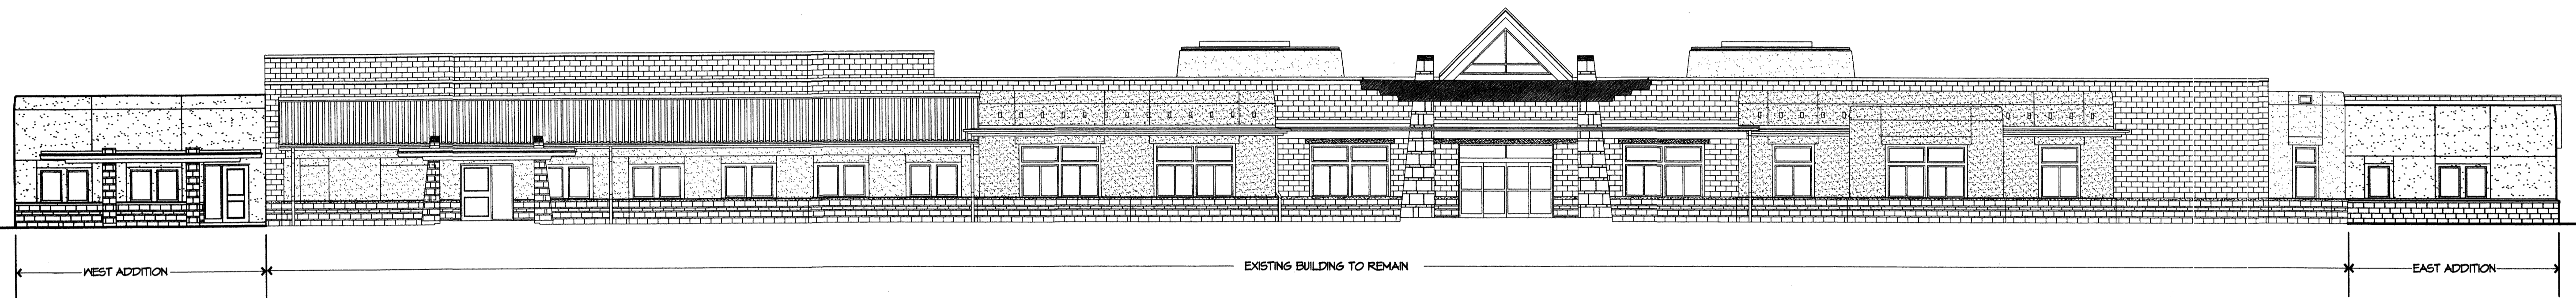 WEST ADDITION
EXISTING BUILDING TO REMAIN
EAST ADDITION